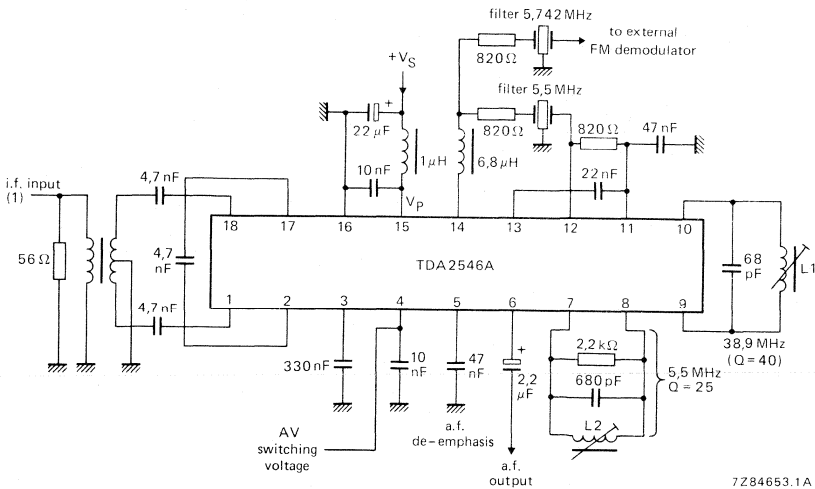 filter 5,742 MHz
to external
FM demodulator
820Ω
+VS
filter 5,5 MHz
+
22 μF
820Ω
820Ω
47 nF
1 μH
6,8 μH
10 nF
22 nF
VP
i.f. input
(1)
4,7 nF
18
17
16
15
14
13
12
11
10
56 Ω
4,7
nF
TDA2546A
68
pF
L1
4,7 nF
1
2
3
4
5
6
7
8
9
38,9 MHz
(Q = 40)
330 nF
10
nF
47
nF
+
2,2
μF
2,2 kΩ
680 pF
5,5 MHz
Q = 25
L2
AV
switching
voltage
a.f.
de-emphasis
a.f.
output
7Z84653.1A